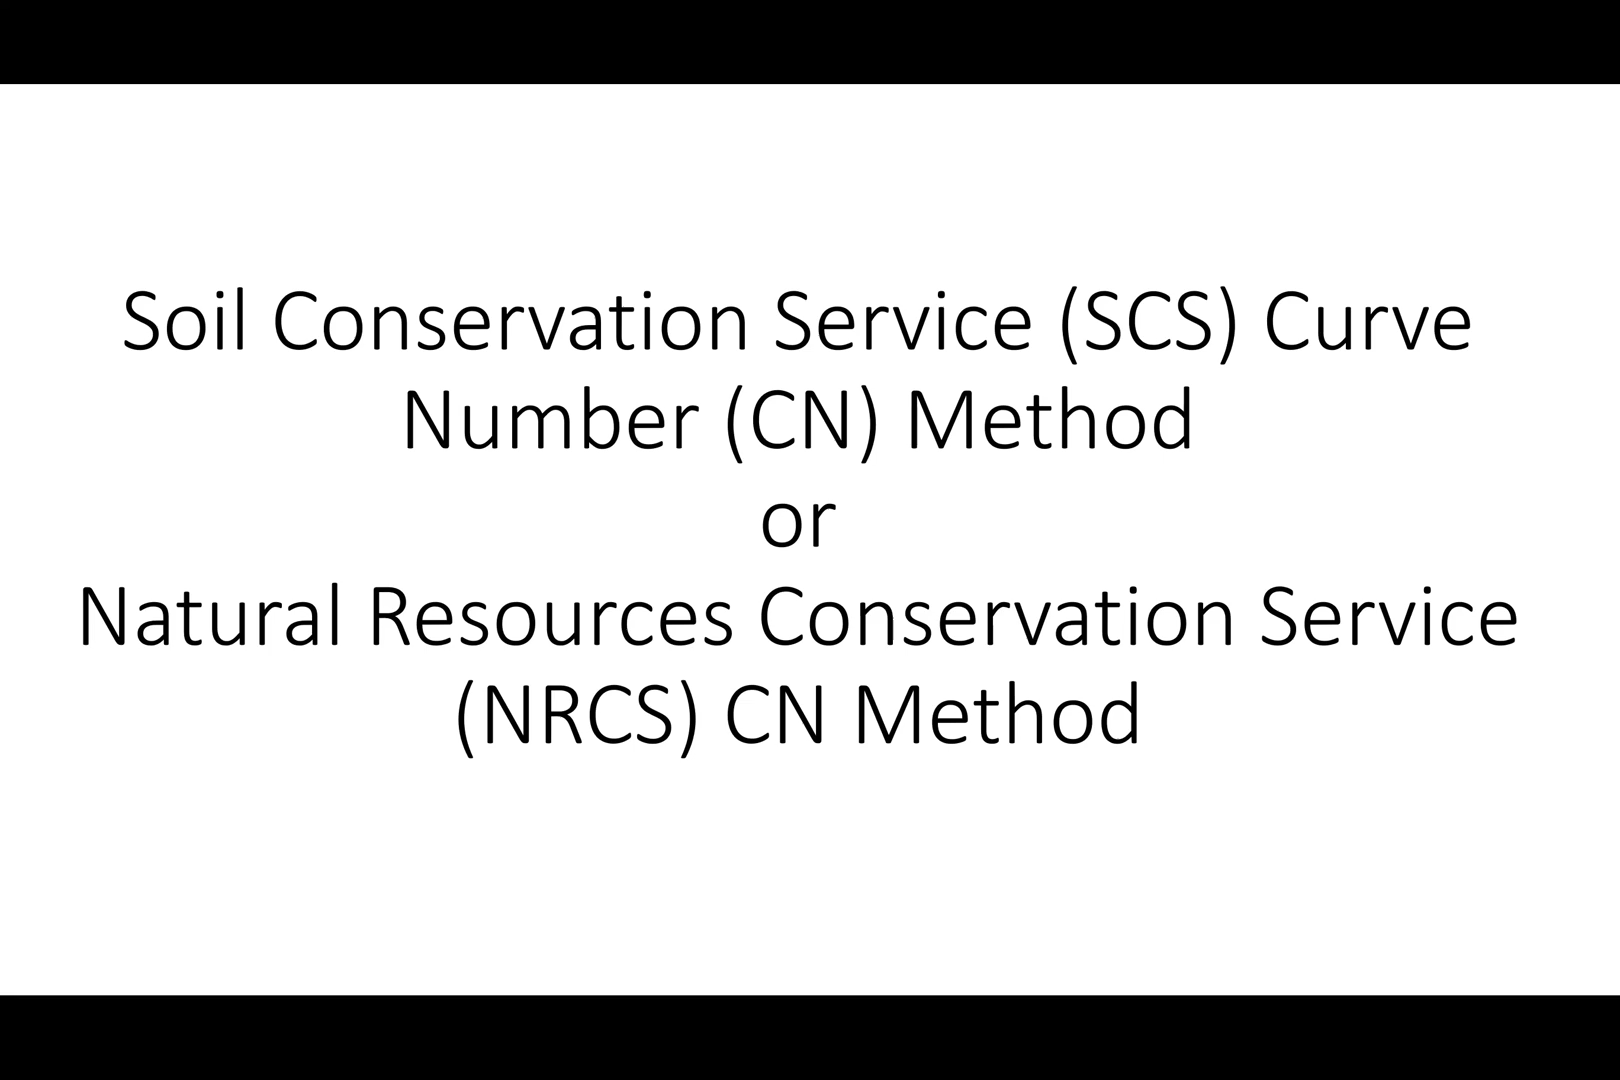 Soil Conservation Service (SCS) Curve
Number (CN) Method
or
Natural Resources Conservation Service
(NRCS) CN Method